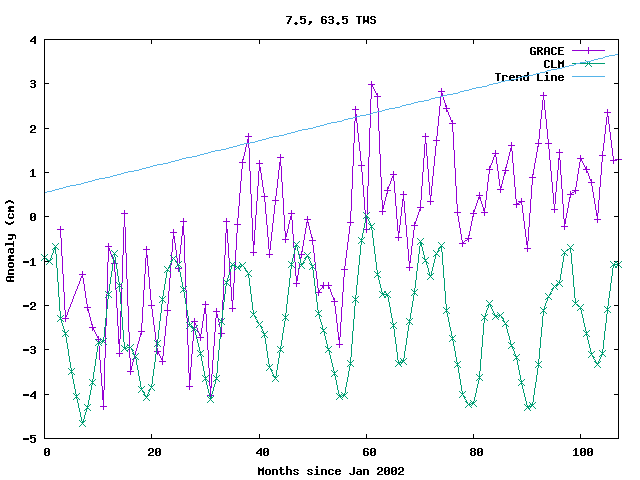 7.5, 63.5 TWS
GRACE
CLM
Trend Line
4
3
2
1
0
-1
-2
-3
-4
-5
Anomaly (cm)
0 20 40 60 80 100
Months since Jan 2002